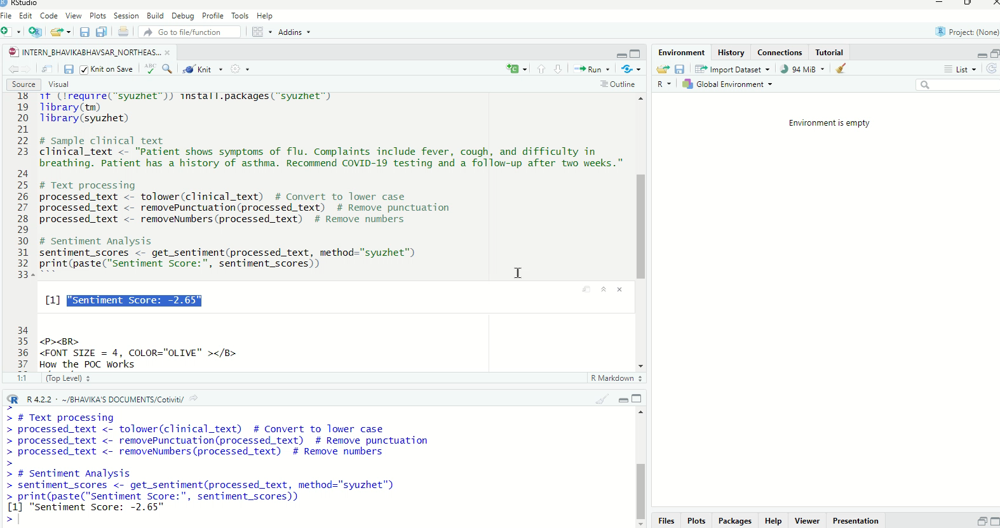 RStudio
File Edit Code View Plots Session Build Debug Profile Tools Help
Go to file/function Addins Project: (None)
INTERN_BHAVIKABHAVSAR_NORTHEAS...
Knit on Save ABC Knit Run
Source Visual Outline
18 if (!require("syuzhet")) install.packages("syuzhet")
19 library(tm)
20 library(syuzhet)
21
22 # Sample clinical text
23 clinical_text <- "Patient shows symptoms of flu. Complaints include fever, cough, and difficulty in
breathing. Patient has a history of asthma. Recommend COVID-19 testing and a follow-up after two weeks."
24
25 # Text processing
26 processed_text <- tolower(clinical_text) # Convert to lower case
27 processed_text <- removePunctuation(processed_text) # Remove punctuation
28 processed_text <- removeNumbers(processed_text) # Remove numbers
29
30 # Sentiment Analysis
31 sentiment_scores <- get_sentiment(processed_text, method="syuzhet")
32 print(paste("Sentiment Score:", sentiment_scores))
33 ```
[1] "Sentiment Score: -2.65"
34
35 <P><BR>
36 <FONT SIZE = 4, COLOR="OLIVE" ></B>
37 How the POC Works
1:1 (Top Level) R Markdown
R 4.2.2 · ~/BHAVIKA'S DOCUMENTS/Cotiviti/
>
> # Text processing
> processed_text <- tolower(clinical_text) # Convert to lower case
> processed_text <- removePunctuation(processed_text) # Remove punctuation
> processed_text <- removeNumbers(processed_text) # Remove numbers
>
> # Sentiment Analysis
> sentiment_scores <- get_sentiment(processed_text, method="syuzhet")
> print(paste("Sentiment Score:", sentiment_scores))
[1] "Sentiment Score: -2.65"
>
Environment History Connections Tutorial
Import Dataset 94 MiB List
R Global Environment
Environment is empty
Files Plots Packages Help Viewer Presentation